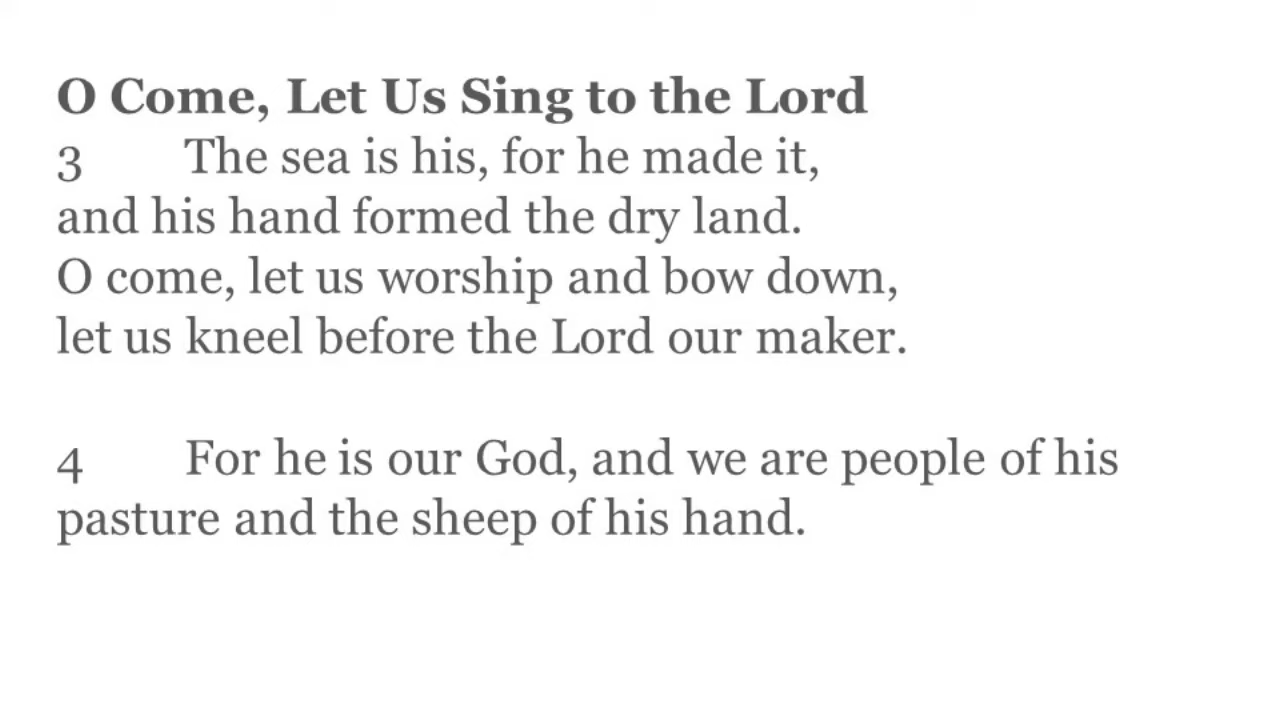 O Come, Let Us Sing to the Lord
3 The sea is his, for he made it,
and his hand formed the dry land.
O come, let us worship and bow down,
let us kneel before the Lord our maker.
4 For he is our God, and we are people of his
pasture and the sheep of his hand.